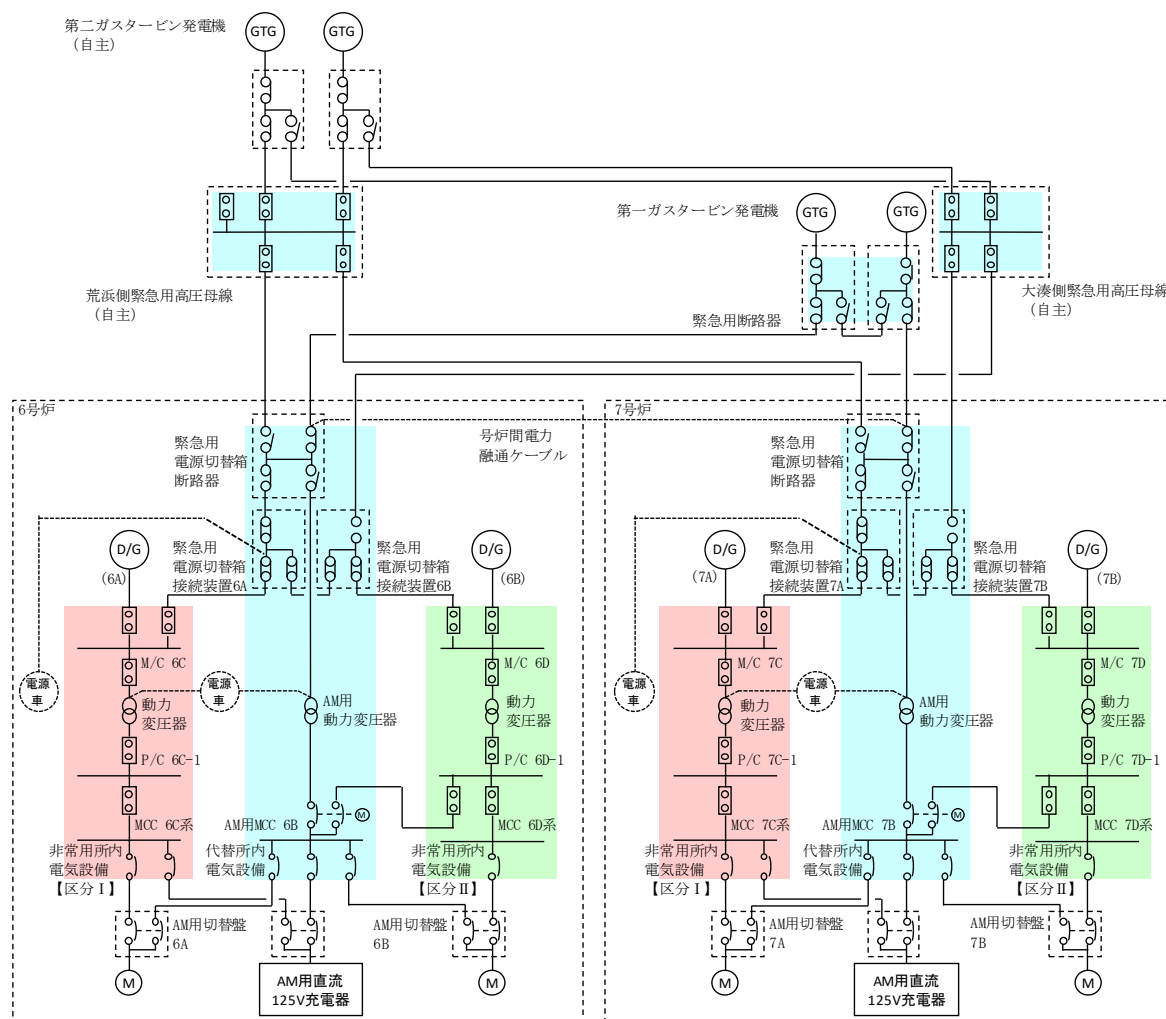 第二ガスタービン発電機
（自主）
GTG
GTG
第一ガスタービン発電機
GTG
GTG
荒浜側緊急用高圧母線
（自主）
大湊側緊急用高圧母線
（自主）
緊急用断路器
6号炉
緊急用
電源切替箱
断路器
号炉間電力
融通ケーブル
D/G
(6A)
緊急用
電源切替箱
接続装置6A
緊急用
電源切替箱
接続装置6B
D/G
(6B)
M/C 6C
M/C 6D
電源
車
電源
車
動力
変圧器
AM用
動力変圧器
動力
変圧器
P/C 6C-1
P/C 6D-1
MCC 6C系
AM用MCC 6B
M
MCC 6D系
非常用所内
電気設備
【区分Ⅰ】
代替所内
電気設備
非常用所内
電気設備
【区分Ⅱ】
AM用切替盤
6A
AM用切替盤
6B
M
AM用直流
125V充電器
M
7号炉
緊急用
電源切替箱
断路器
D/G
(7A)
緊急用
電源切替箱
接続装置7A
緊急用
電源切替箱
接続装置7B
D/G
(7B)
M/C 7C
M/C 7D
電源
車
電源
車
動力
変圧器
AM用
動力変圧器
動力
変圧器
P/C 7C-1
P/C 7D-1
MCC 7C系
AM用MCC 7B
M
MCC 7D系
非常用所内
電気設備
【区分Ⅰ】
代替所内
電気設備
非常用所内
電気設備
【区分Ⅱ】
AM用切替盤
7A
AM用切替盤
7B
M
AM用直流
125V充電器
M